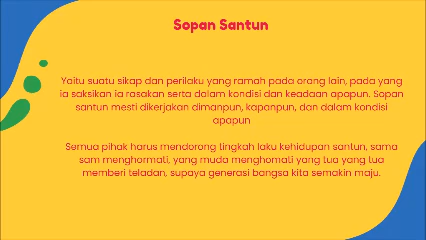 Sopan Santun
Yaitu suatu sikap dan perilaku yang ramah pada orang lain, pada yang
ia saksikan ia rasakan serta dalam kondisi dan keadaan apapun. Sopan
santun mesti dikerjakan dimanpun, kapanpun, dan dalam kondisi
apapun
Semua pihak harus mendorong tingkah laku kehidupan santun, sama
sam menghormati, yang muda menghomati yang tua yang tua
memberi teladan, supaya generasi bangsa kita semakin maju.